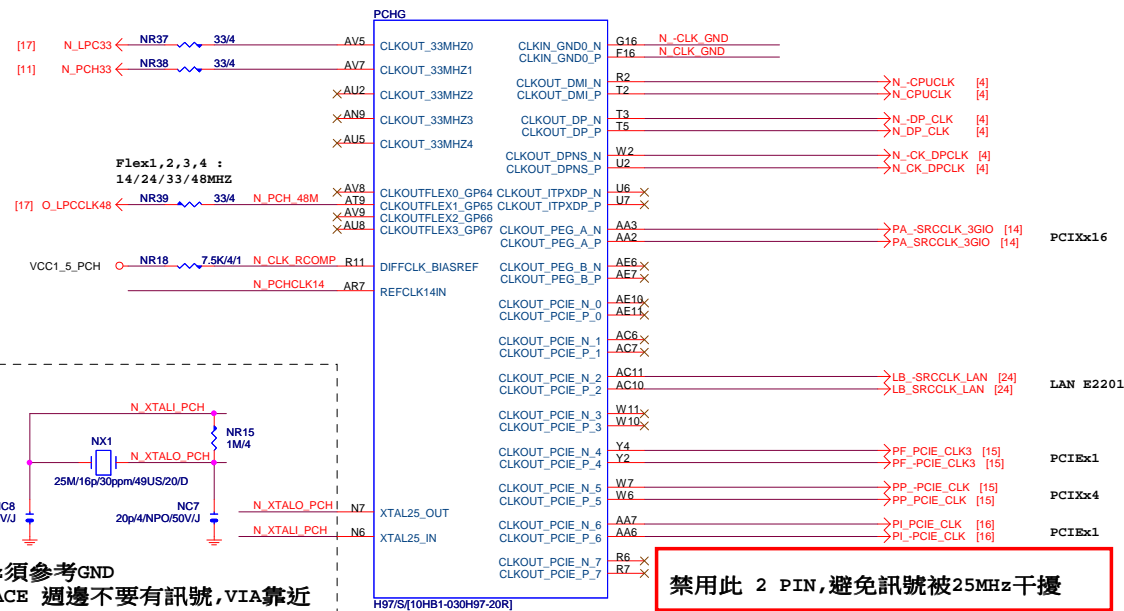 PCHG
[17] N_LPC33 NR37 33/4 AV5 CLKOUT_33MHZ0
[11] N_PCH33 NR38 33/4 AV7 CLKOUT_33MHZ1
AU2 CLKOUT_33MHZ2
AN9 CLKOUT_33MHZ3
AU5 CLKOUT_33MHZ4
Flex1,2,3,4 :
14/24/33/48MHZ
AV8 CLKOUTFLEX0_GP64
[17] O_LPCCLK48 NR39 33/4 N_PCH_48M AT9 CLKOUTFLEX1_GP65
AV9 CLKOUTFLEX2_GP66
AU8 CLKOUTFLEX3_GP67
VCC1_5_PCH NR18 7.5K/4/1 N_CLK_RCOMP R11 DIFFCLK_BIASREF
N_PCHCLK14 AR7 REFCLK14IN
N_XTALO_PCH N7 XTAL25_OUT
N_XTALI_PCH N6 XTAL25_IN
CLKIN_GND0_N G16 N_-CLK_GND
CLKIN_GND0_P F16 N_CLK_GND
CLKOUT_DMI_N R2 N_-CPUCLK [4]
CLKOUT_DMI_P T2 N_CPUCLK [4]
CLKOUT_DP_N T3 N_-DP_CLK [4]
CLKOUT_DP_P T5 N_DP_CLK [4]
CLKOUT_DPNS_N W2 N_-CK_DPCLK [4]
CLKOUT_DPNS_P U2 N_CK_DPCLK [4]
CLKOUT_ITPXDP_N U6
CLKOUT_ITPXDP_P U7
CLKOUT_PEG_A_N AA3 PA_-SRCCLK_3GIO [14]
CLKOUT_PEG_A_P AA2 PA_SRCCLK_3GIO [14]
PCIXx16
CLKOUT_PEG_B_N AE6
CLKOUT_PEG_B_P AE7
CLKOUT_PCIE_N_0 AE10
CLKOUT_PCIE_P_0 AE11
CLKOUT_PCIE_N_1 AC6
CLKOUT_PCIE_P_1 AC7
CLKOUT_PCIE_N_2 AC11 LB_-SRCCLK_LAN [24]
CLKOUT_PCIE_P_2 AC10 LB_SRCCLK_LAN [24]
LAN E2201
CLKOUT_PCIE_N_3 W11
CLKOUT_PCIE_P_3 W10
CLKOUT_PCIE_N_4 Y4 PF_PCIE_CLK3 [15]
CLKOUT_PCIE_P_4 Y2 PF_-PCIE_CLK3 [15]
PCIEx1
CLKOUT_PCIE_N_5 W7 PP_-PCIE_CLK [15]
CLKOUT_PCIE_P_5 W6 PP_PCIE_CLK [15]
PCIXx4
CLKOUT_PCIE_N_6 AA7 PI_PCIE_CLK [16]
CLKOUT_PCIE_P_6 AA6 PI_-PCIE_CLK [16]
PCIEx1
CLKOUT_PCIE_N_7 R6
CLKOUT_PCIE_P_7 R7
H97/S/[10HB1-030H97-20R]
N_XTALI_PCH
NR15
1M/4
NX1
N_XTALO_PCH
25M/16p/30ppm/49US/20/D
NC7
20p/4/NPO/50V/J
C8
V/J
須參考GND
ACE 週邊不要有訊號,VIA靠近
禁用此 2 PIN,避免訊號被25MHz干擾